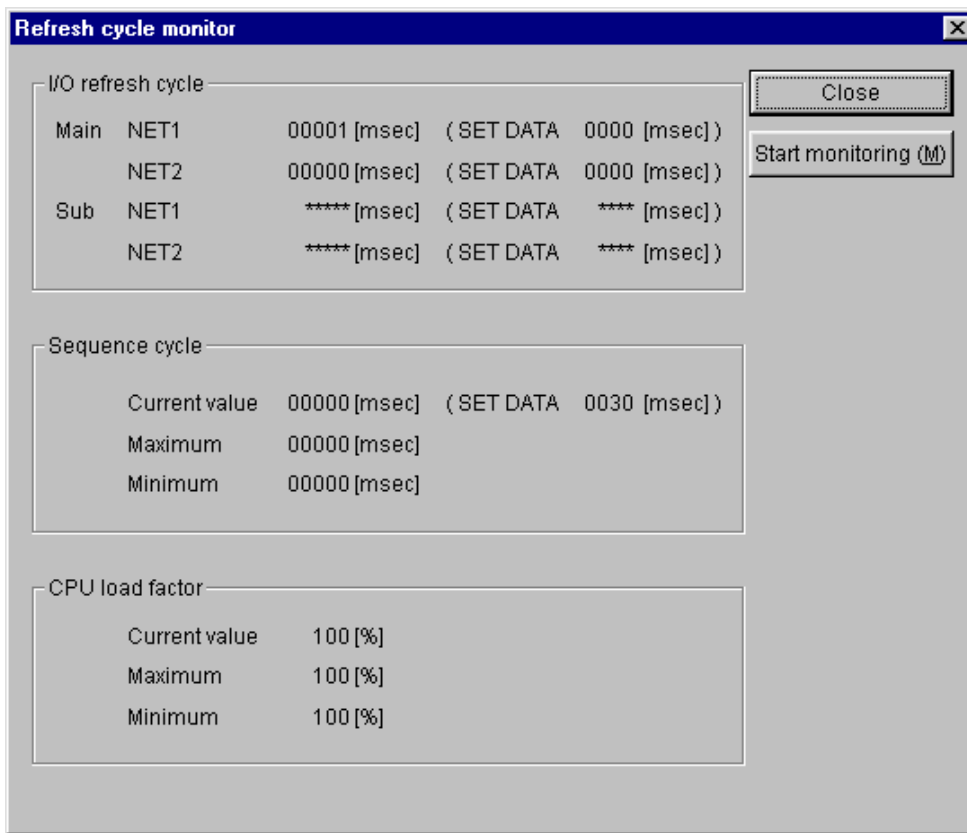 Refresh cycle monitor
I/O refresh cycle
Close
Main NET1 00001 [msec] ( SET DATA 0000 [msec] )
Start monitoring (M)
NET2 00000 [msec] ( SET DATA 0000 [msec] )
Sub NET1 ***** [msec] ( SET DATA **** [msec] )
NET2 ***** [msec] ( SET DATA **** [msec] )
Sequence cycle
Current value 00000 [msec] ( SET DATA 0030 [msec] )
Maximum 00000 [msec]
Minimum 00000 [msec]
CPU load factor
Current value 100 [%]
Maximum 100 [%]
Minimum 100 [%]